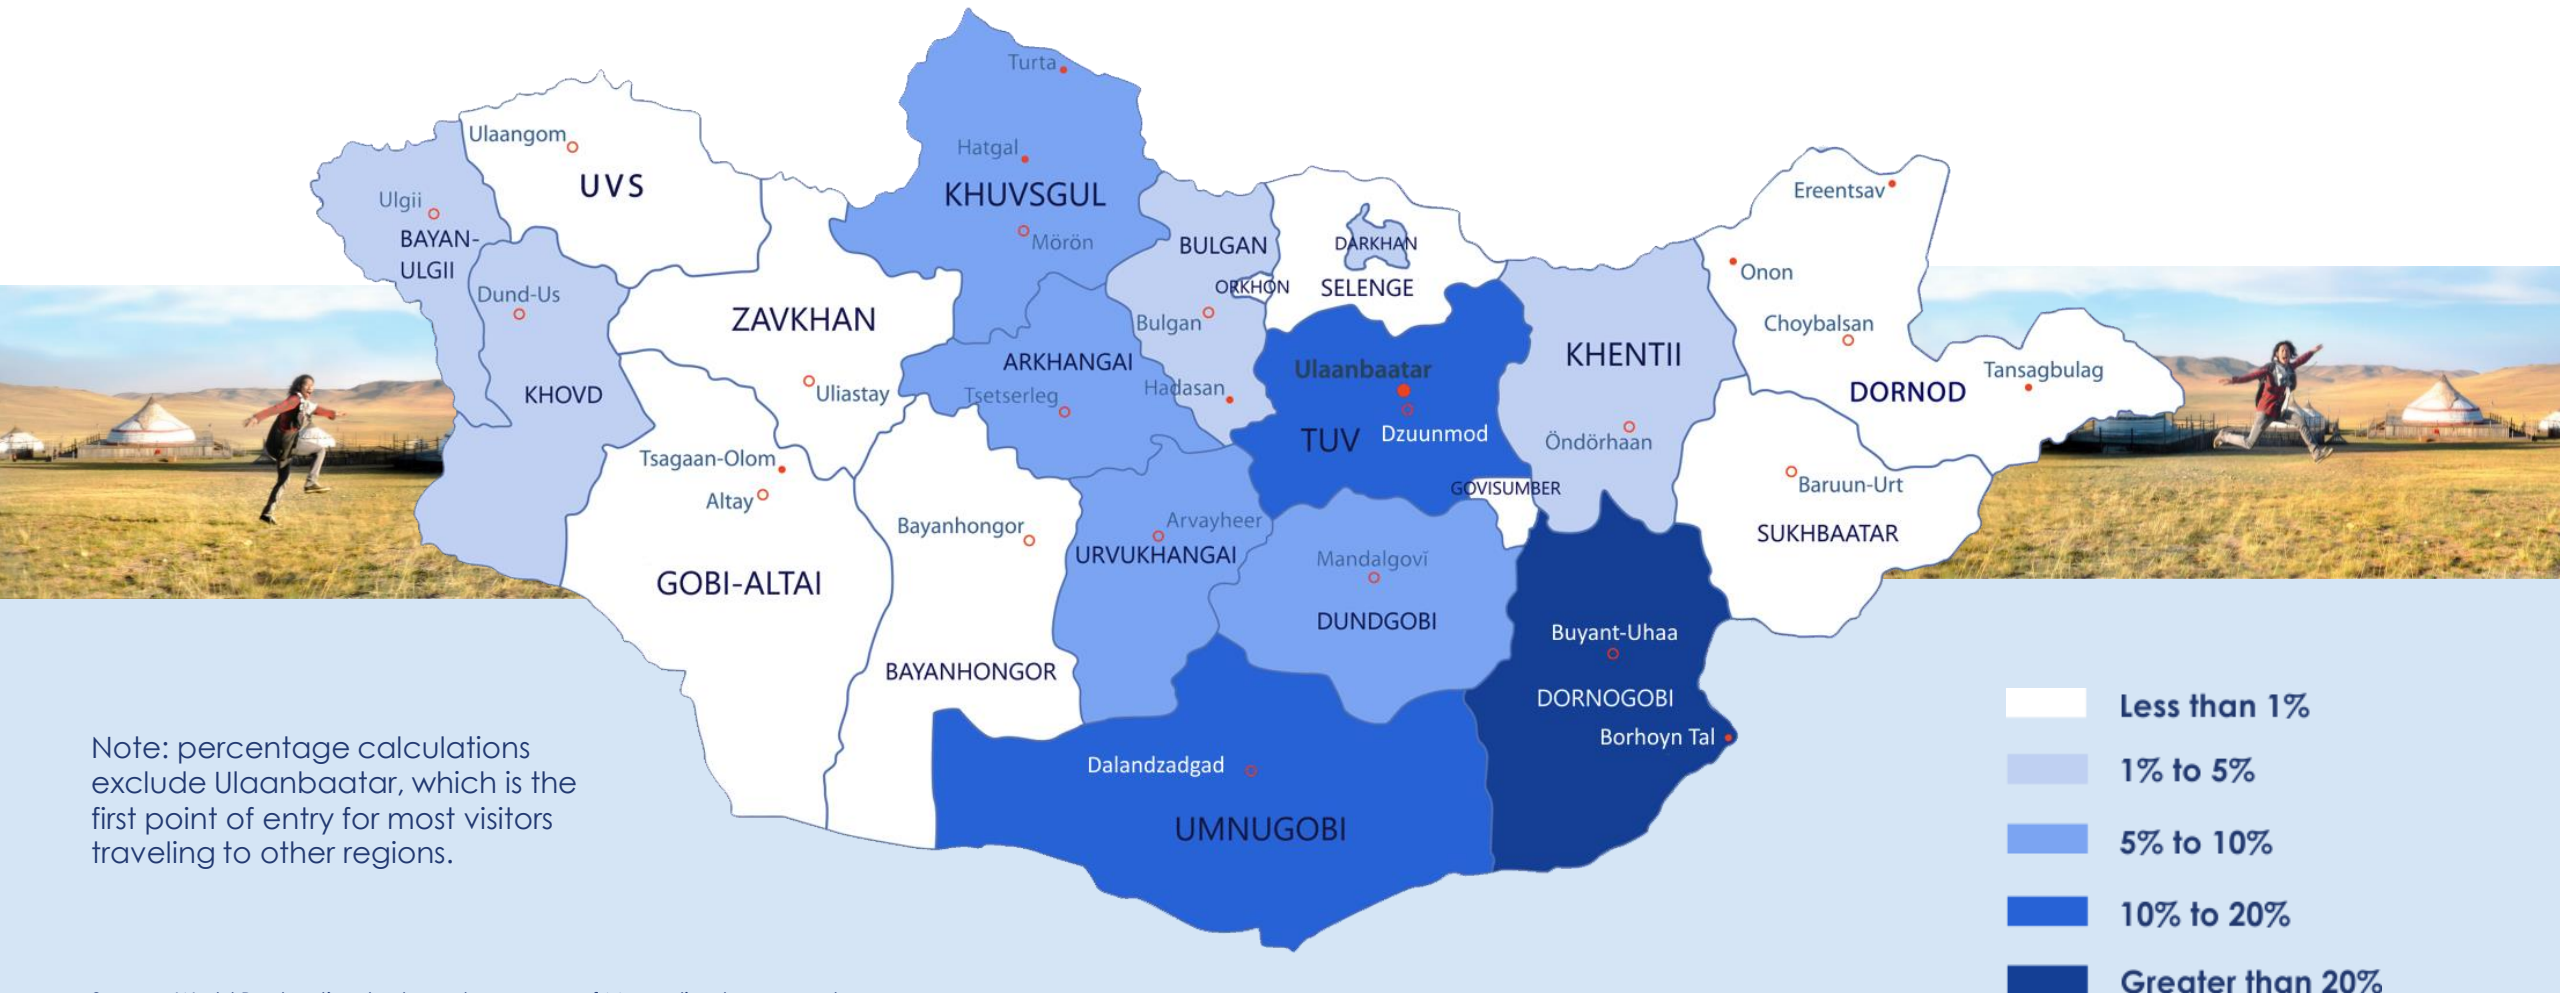 Turta
Ulaangom
Hatgal
UVS
KHUVSGUL
Ulgii
Ereentsav
BAYAN-
ULGII
Mörön
BULGAN
DARKHAN
Onon
Dund-Us
ORKHON
SELENGE
ZAVKHAN
Bulgan
Choybalsan
ARKHANGAI
Ulaanbaatar
KHENTII
Tansagbulag
KHOVD
Uliastay
Tsetserleg
Hadasan
DORNOD
TUV
Dzuunmod
Öndörhaan
Tsagaan-Olom
GOVISUMBER
Baruun-Urt
Altay
Bayanhongor
Arvayheer
SUKHBAATAR
URVUKHANGAI
Mandalgovĭ
GOBI-ALTAI
DUNDGOBI
Buyant-Uhaa
BAYANHONGOR
DORNOGOBI
Borhoyn Tal
Dalandzadgad
UMNUGOBI
Note: percentage calculations
exclude Ulaanbaatar, which is the
first point of entry for most visitors
traveling to other regions.
Less than 1%
1% to 5%
5% to 10%
10% to 20%
Greater than 20%